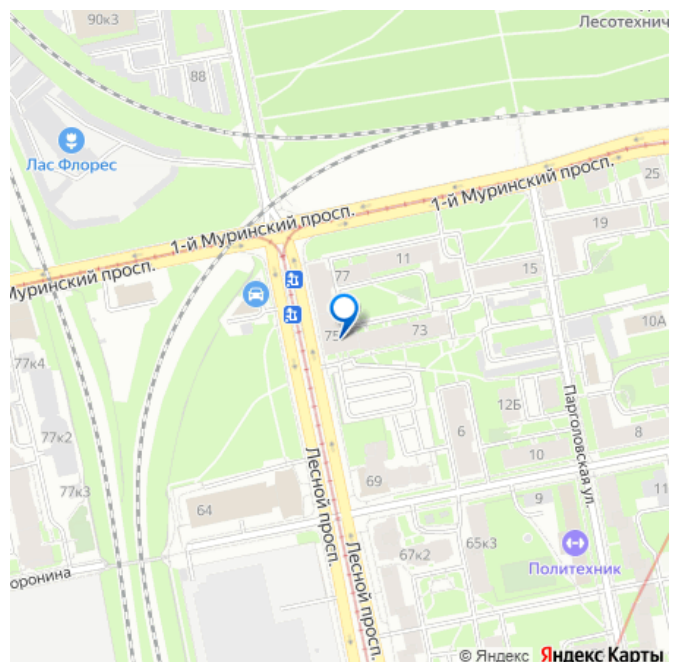 90к3
Лесотехнич
88
Лас Флорес
1-й Муринский просп.
1-й Муринский просп.
Муринский просп.
25
19
11
77
15
75
73
10А
77к4
12Б
Парголовская ул.
6
8
77к2
10
Лесной просп.
69
77к3
64
9
11
67к2
65к3
Политехник
оронина
Лесной просп.
© Яндекс Яндекс Карты